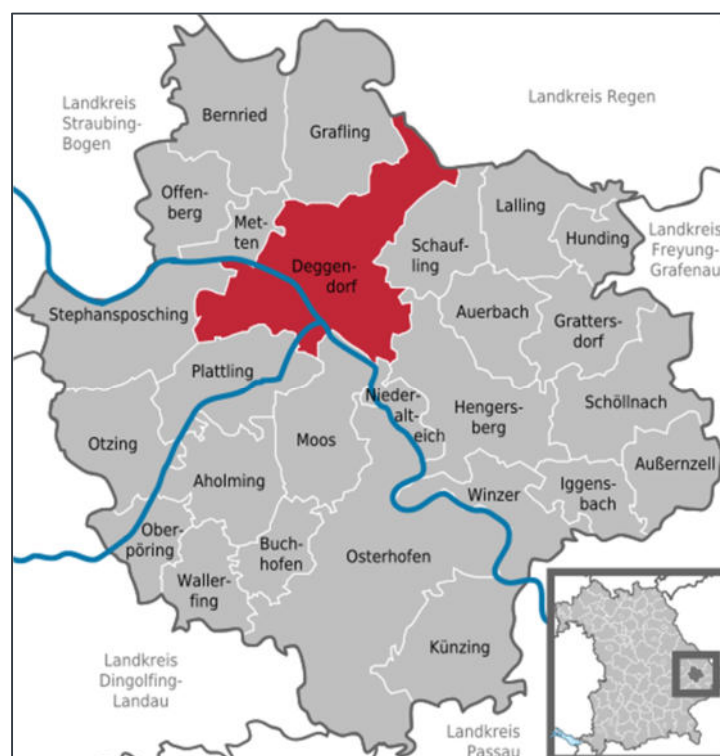 Landkreis
Straubing-
Bogen
Landkreis Regen
Bernried
Grafling
Offen-
berg
Met-
ten
Lalling
Hunding
Landkreis
Freyung-
Grafenau
Schauf-
ling
Deggen-
dorf
Stephansposching
Auerbach
Gratters-
dorf
Plattling
Nieder-
alt-
eich
Hengers-
berg
Schöllnach
Otzing
Moos
Außernzell
Aholming
Winzer
Iggens-
bach
Ober-
pöring
Buch-
hofen
Osterhofen
Waller-
fing
Künzing
Landkreis
Dingolfing-
Landau
Landkreis
Passau